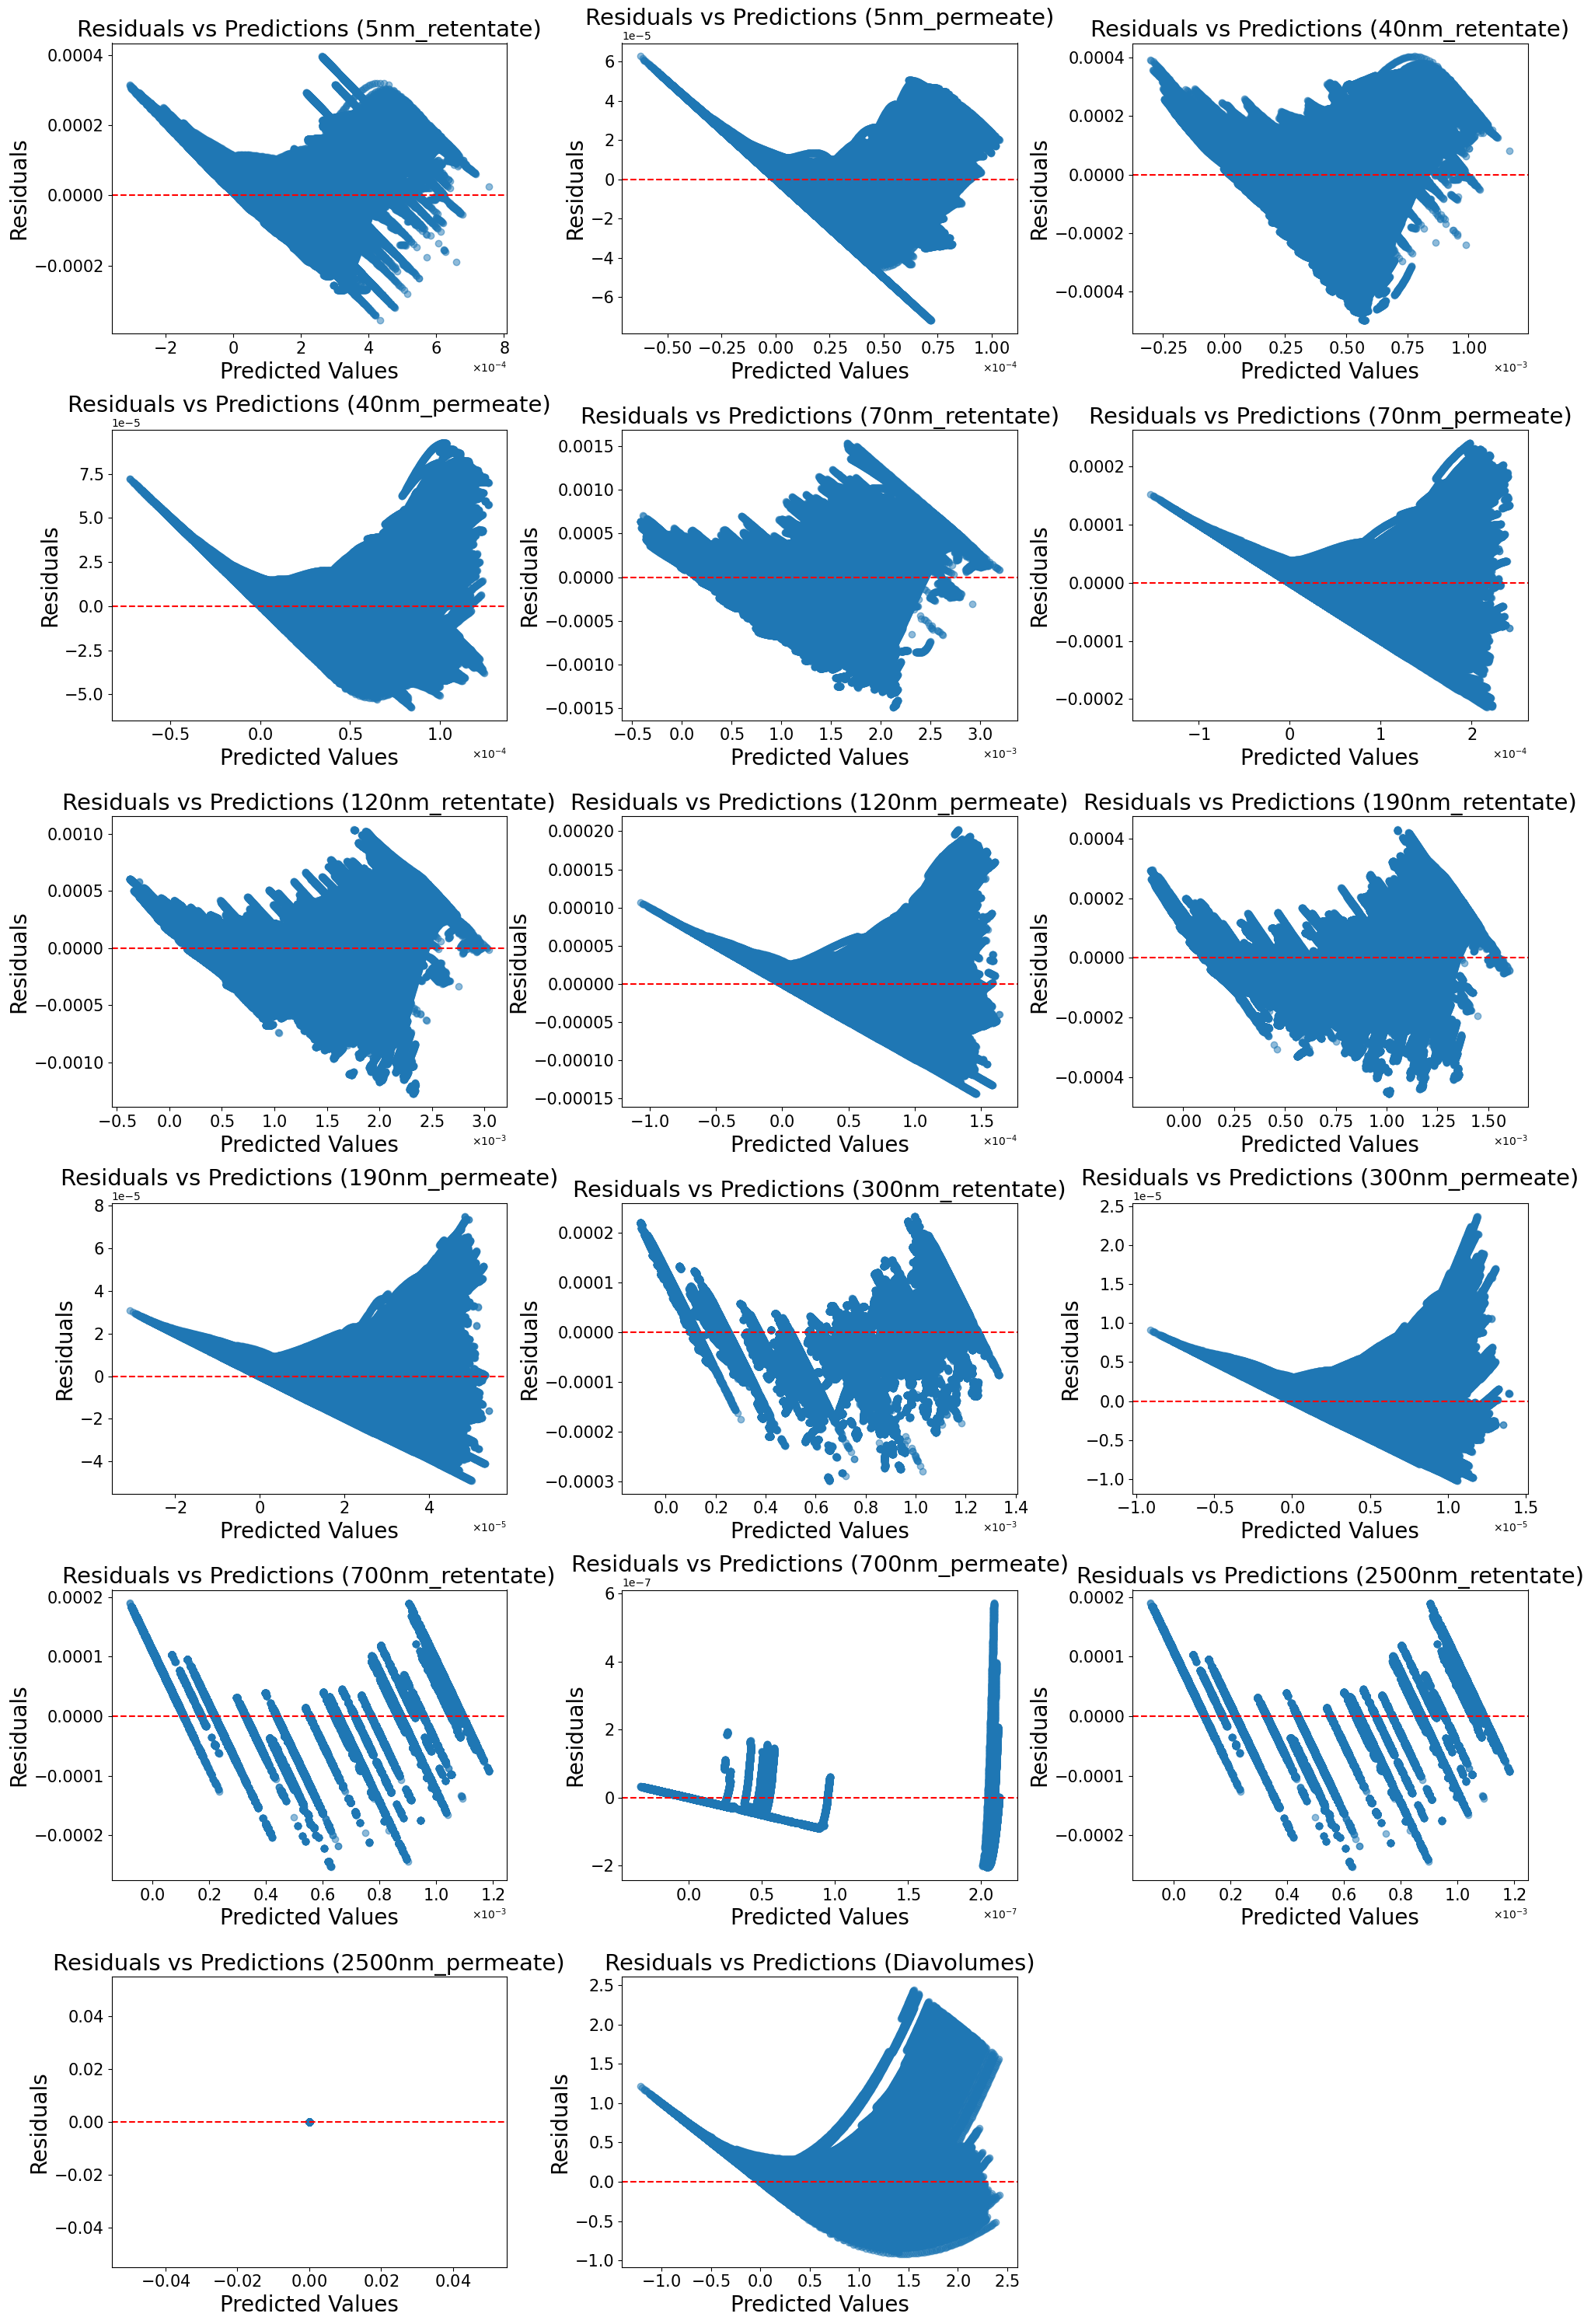 Residuals vs Predictions (5nm_retentate)
0.0004
0.0002
0.0000
−0.0002
Residuals
−2 0 2 4 6 8
Predicted Values
×10⁻⁴
Residuals vs Predictions (5nm_permeate)
1e−5
6
4
2
0
−2
−4
−6
Residuals
−0.50 −0.25 0.00 0.25 0.50 0.75 1.00
Predicted Values
×10⁻⁴
Residuals vs Predictions (40nm_retentate)
0.0004
0.0002
0.0000
−0.0002
−0.0004
Residuals
−0.25 0.00 0.25 0.50 0.75 1.00
Predicted Values
×10⁻³
Residuals vs Predictions (40nm_permeate)
1e−5
7.5
5.0
2.5
0.0
−2.5
−5.0
Residuals
−0.5 0.0 0.5 1.0
Predicted Values
×10⁻⁴
Residuals vs Predictions (70nm_retentate)
0.0015
0.0010
0.0005
0.0000
−0.0005
−0.0010
−0.0015
Residuals
−0.5 0.0 0.5 1.0 1.5 2.0 2.5 3.0
Predicted Values
×10⁻³
Residuals vs Predictions (70nm_permeate)
0.0002
0.0001
0.0000
−0.0001
−0.0002
Residuals
−1 0 1 2
Predicted Values
×10⁻⁴
Residuals vs Predictions (120nm_retentate)
0.0010
0.0005
0.0000
−0.0005
−0.0010
Residuals
−0.5 0.0 0.5 1.0 1.5 2.0 2.5 3.0
Predicted Values
×10⁻³
Residuals vs Predictions (120nm_permeate)
0.00020
0.00015
0.00010
0.00005
0.00000
−0.00005
−0.00010
−0.00015
Residuals
−1.0 −0.5 0.0 0.5 1.0 1.5
Predicted Values
×10⁻⁴
Residuals vs Predictions (190nm_retentate)
0.0004
0.0002
0.0000
−0.0002
−0.0004
Residuals
0.00 0.25 0.50 0.75 1.00 1.25 1.50
Predicted Values
×10⁻³
Residuals vs Predictions (190nm_permeate)
1e−5
8
6
4
2
0
−2
−4
Residuals
−2 0 2 4
Predicted Values
×10⁻⁵
Residuals vs Predictions (300nm_retentate)
0.0002
0.0001
0.0000
−0.0001
−0.0002
−0.0003
Residuals
0.0 0.2 0.4 0.6 0.8 1.0 1.2 1.4
Predicted Values
×10⁻³
Residuals vs Predictions (300nm_permeate)
1e−5
2.5
2.0
1.5
1.0
0.5
0.0
−0.5
−1.0
Residuals
−1.0 −0.5 0.0 0.5 1.0 1.5
Predicted Values
×10⁻⁵
Residuals vs Predictions (700nm_retentate)
0.0002
0.0001
0.0000
−0.0001
−0.0002
Residuals
0.0 0.2 0.4 0.6 0.8 1.0 1.2
Predicted Values
×10⁻³
Residuals vs Predictions (700nm_permeate)
1e−7
6
4
2
0
−2
Residuals
0.0 0.5 1.0 1.5 2.0
Predicted Values
×10⁻⁷
Residuals vs Predictions (2500nm_retentate)
0.0002
0.0001
0.0000
−0.0001
−0.0002
Residuals
0.0 0.2 0.4 0.6 0.8 1.0 1.2
Predicted Values
×10⁻³
Residuals vs Predictions (2500nm_permeate)
0.04
0.02
0.00
−0.02
−0.04
Residuals
−0.04 −0.02 0.00 0.02 0.04
Predicted Values
Residuals vs Predictions (Diavolumes)
2.5
2.0
1.5
1.0
0.5
0.0
−0.5
−1.0
Residuals
−1.0 −0.5 0.0 0.5 1.0 1.5 2.0 2.5
Predicted Values